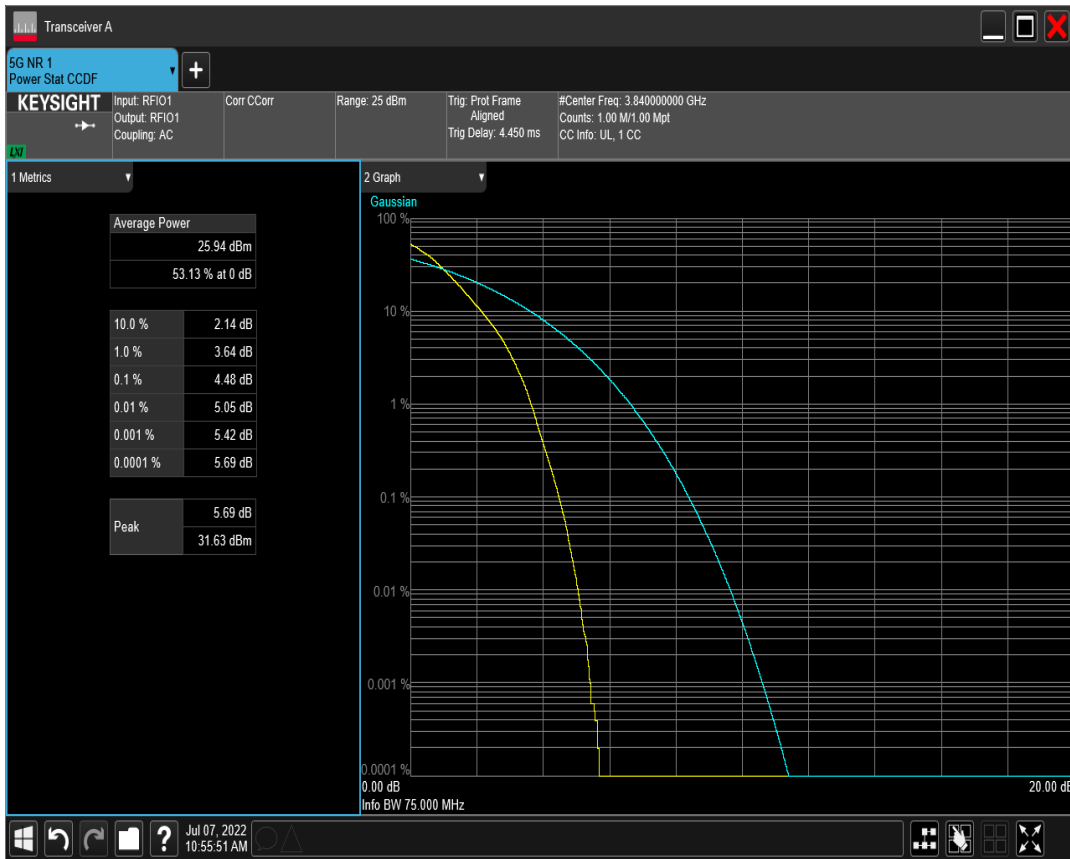 Transceiver A
5G NR 1
Power Stat CCDF
+
KEYSIGHT
LXI
Input: RFIO1
Output: RFIO1
Coupling: AC
Corr CCorr
Range: 25 dBm
Trig: Prot Frame
Aligned
Trig Delay: 4.450 ms
#Center Freq: 3.840000000 GHz
Counts: 1.00 M/1.00 Mpt
CC Info: UL, 1 CC
1 Metrics
Average Power
25.94 dBm
53.13 % at 0 dB
10.0 % 2.14 dB
1.0 % 3.64 dB
0.1 % 4.48 dB
0.01 % 5.05 dB
0.001 % 5.42 dB
0.0001 % 5.69 dB
Peak
5.69 dB
31.63 dBm
2 Graph
Gaussian
100 %
10 %
1 %
0.1 %
0.01 %
0.001 %
0.0001 %
0.00 dB
20.00 dB
Info BW 75.000 MHz
?
Jul 07, 2022
10:55:51 AM